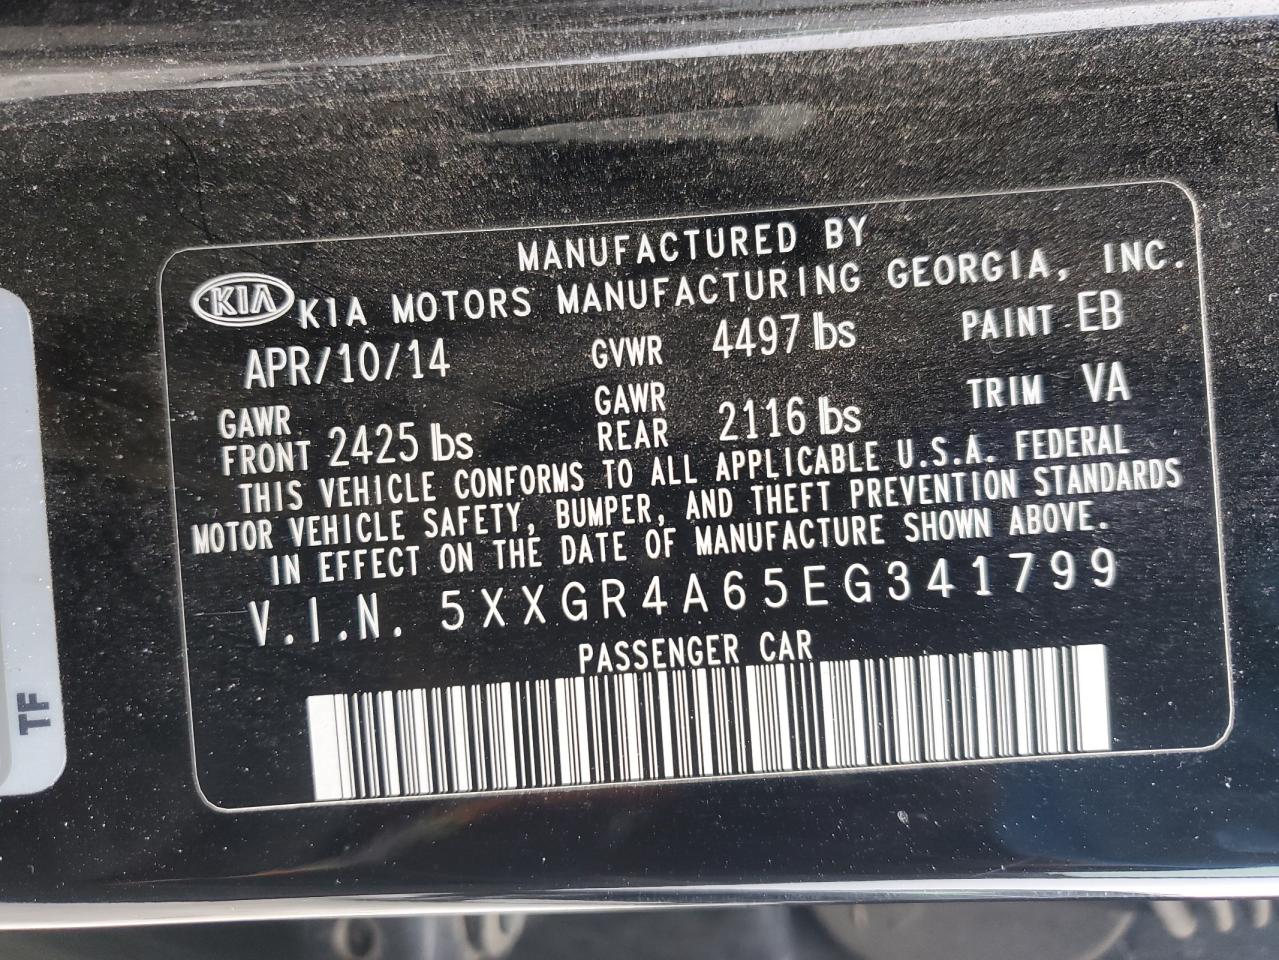 MANUFACTURED BY
KIA KIA MOTORS MANUFACTURING GEORGIA, INC.
APR/10/14 GVWR 4497 lbs PAINT EB
GAWR FRONT 2425 lbs GAWR REAR 2116 lbs TRIM VA
THIS VEHICLE CONFORMS TO ALL APPLICABLE U.S.A. FEDERAL
MOTOR VEHICLE SAFETY, BUMPER, AND THEFT PREVENTION STANDARDS
IN EFFECT ON THE DATE OF MANUFACTURE SHOWN ABOVE.
V.I.N. 5XXGR4A65EG341799
PASSENGER CAR
TF